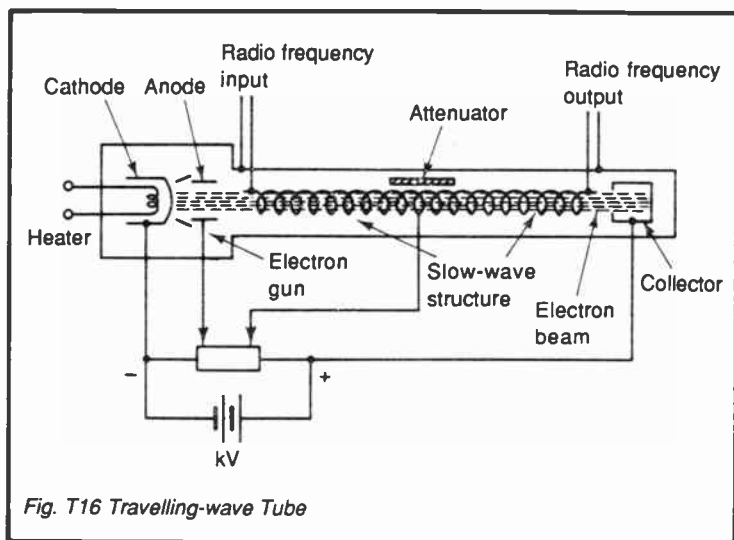 Radio frequency
input
Radio frequency
output
Cathode
Anode
Attenuator
Heater
Electron
gun
Slow-wave
structure
Electron
beam
Collector
−
+
kV
Fig. T16 Travelling-wave Tube